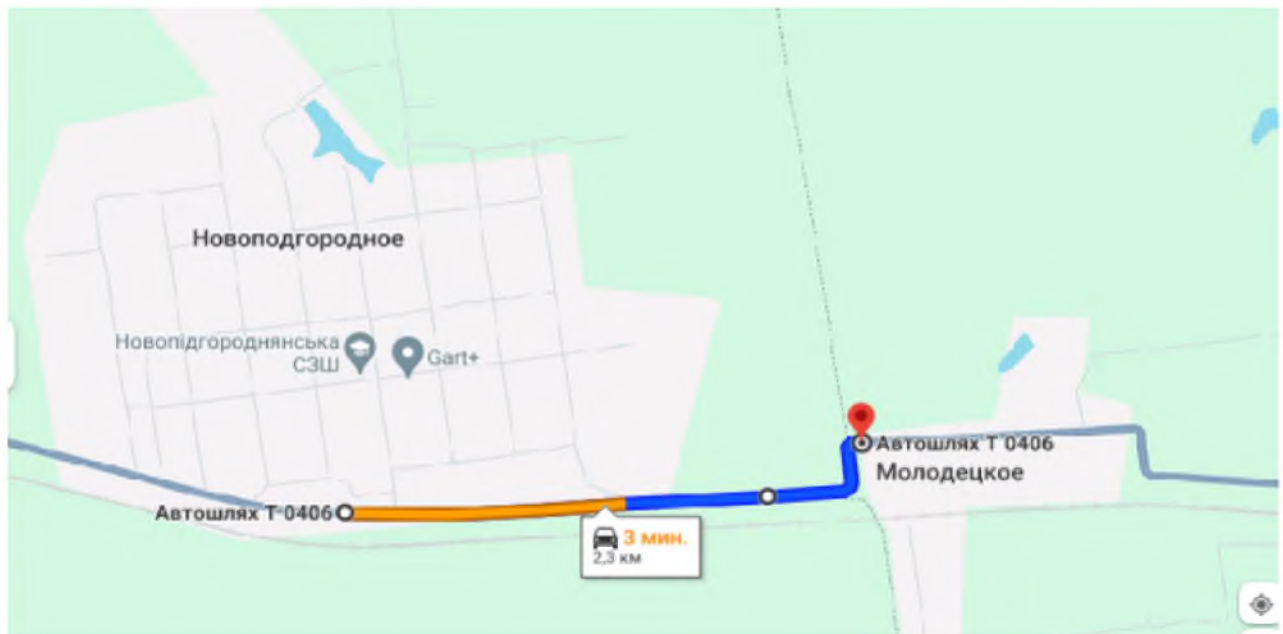 Новоподгородное
Новопідгороднянська
СЗШ
Gart+
Автошлях Т 0406
Молодецкое
Автошлях Т 0406
3 мин.
2,3 км